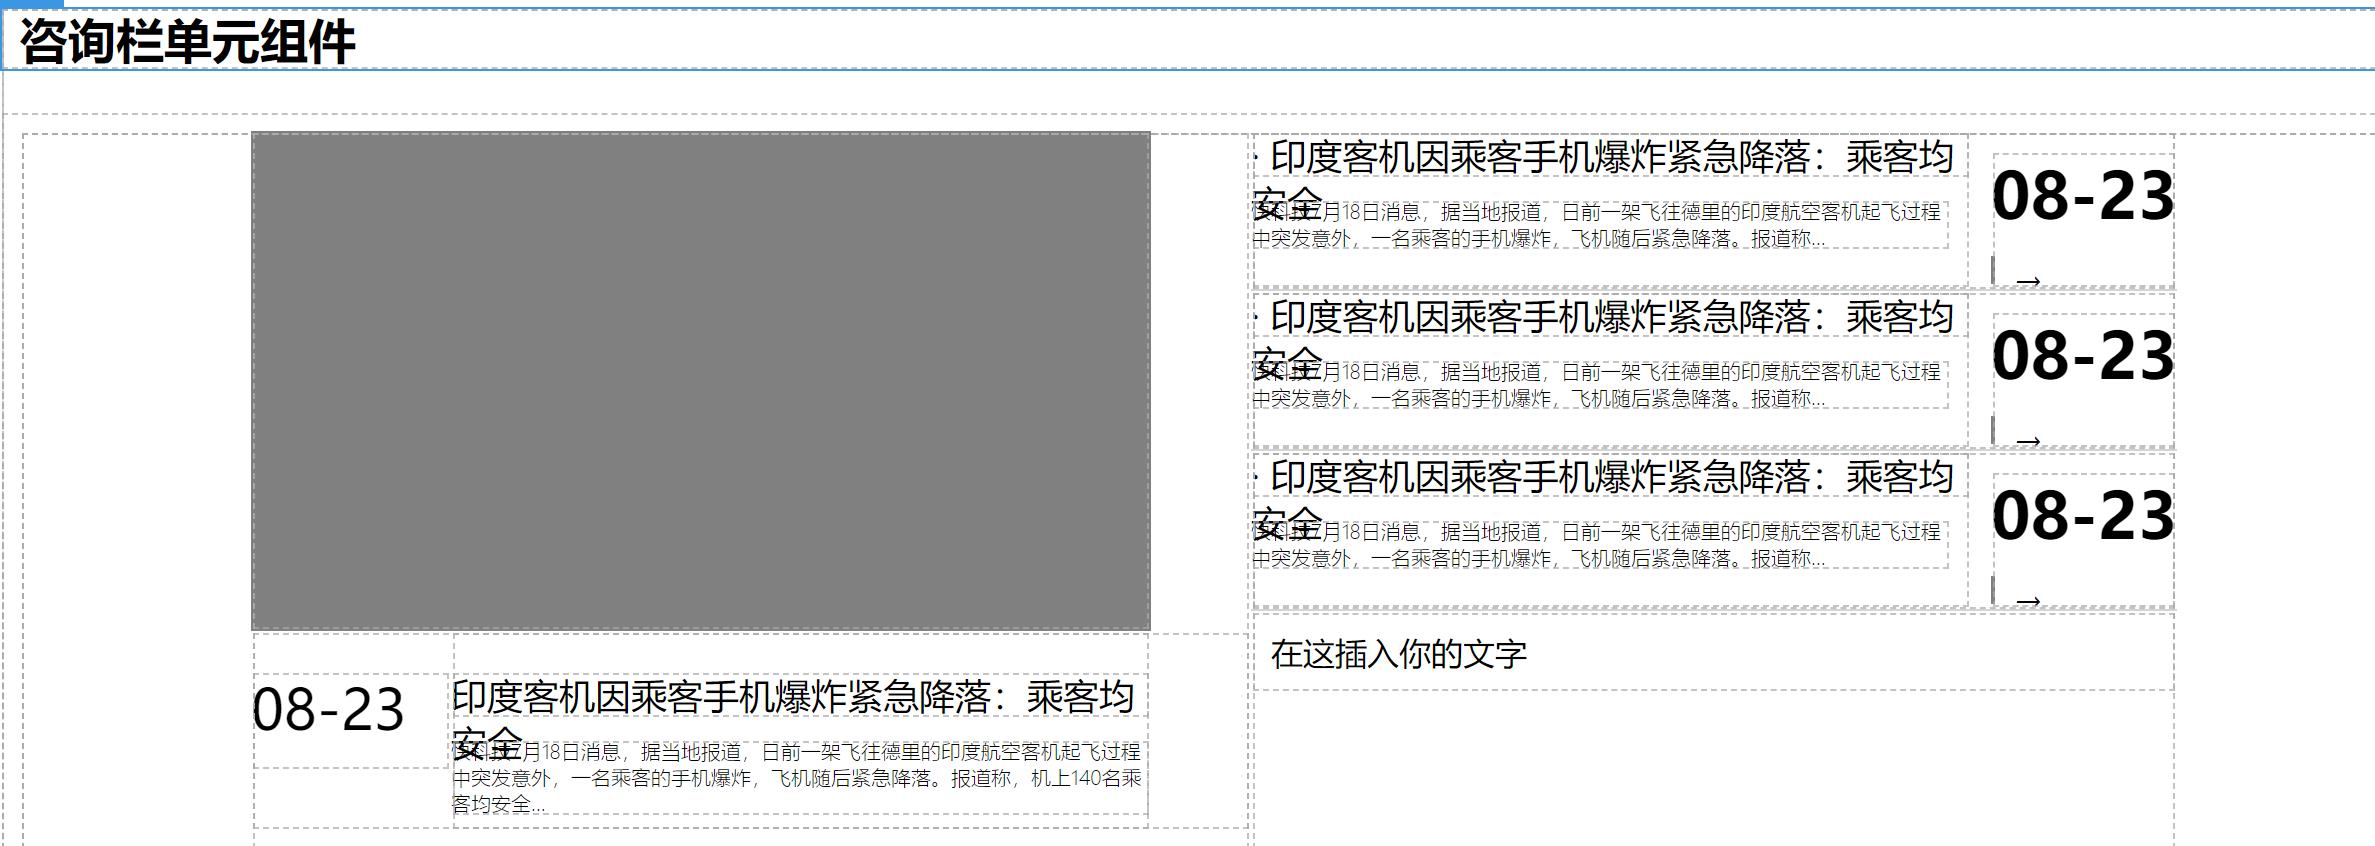 咨询栏单元组件
08-23
印度客机因乘客手机爆炸紧急降落：乘客均
安全
快科技7月18日消息，据当地报道，日前一架飞往德里的印度航空客机起飞过程
中突发意外，一名乘客的手机爆炸，飞机随后紧急降落。报道称，机上140名乘
客均安全...
· 印度客机因乘客手机爆炸紧急降落：乘客均
安全
快科技7月18日消息，据当地报道，日前一架飞往德里的印度航空客机起飞过程
中突发意外，一名乘客的手机爆炸，飞机随后紧急降落。报道称...
08-23
→
· 印度客机因乘客手机爆炸紧急降落：乘客均
安全
快科技7月18日消息，据当地报道，日前一架飞往德里的印度航空客机起飞过程
中突发意外，一名乘客的手机爆炸，飞机随后紧急降落。报道称...
08-23
→
· 印度客机因乘客手机爆炸紧急降落：乘客均
安全
快科技7月18日消息，据当地报道，日前一架飞往德里的印度航空客机起飞过程
中突发意外，一名乘客的手机爆炸，飞机随后紧急降落。报道称...
08-23
→
在这插入你的文字